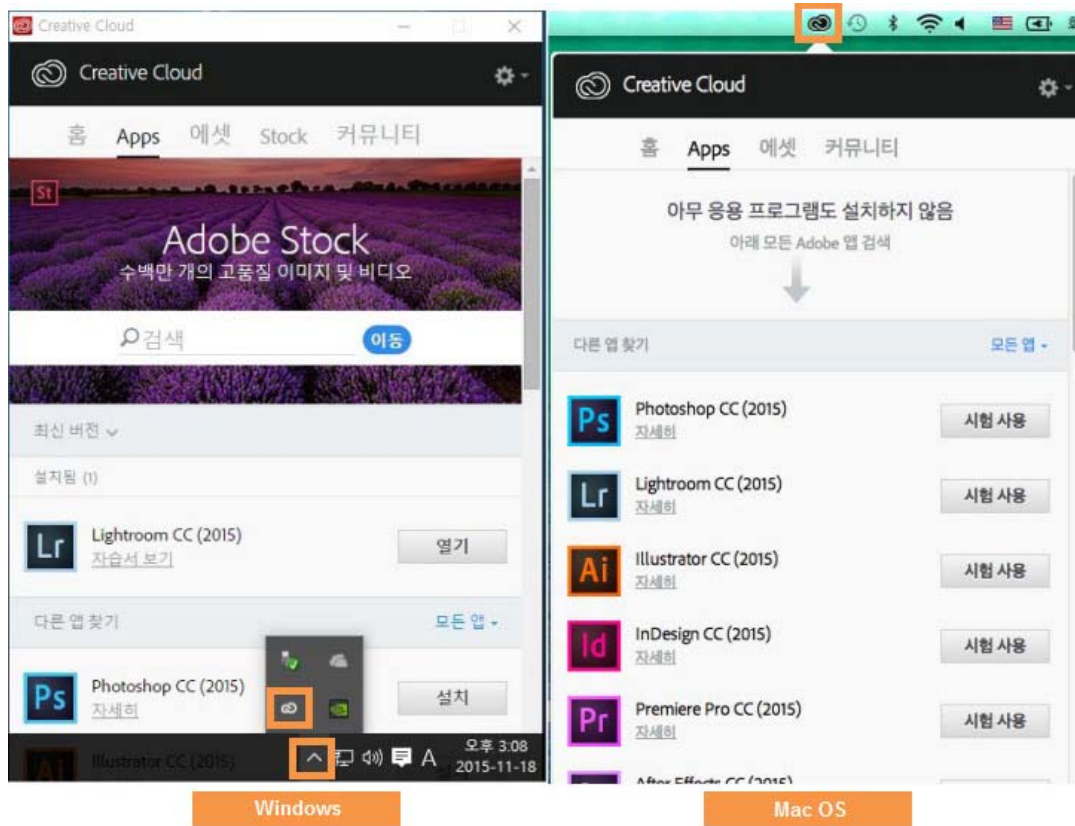 Creative Cloud
Creative Cloud
홈 Apps 에셋 Stock 커뮤니티
St
Adobe Stock
수백만 개의 고품질 이미지 및 비디오
검색 이동
최신 버전
설치됨 (1)
Lr Lightroom CC (2015)
자습서 보기
열기
다른 앱 찾기 모든 앱
Ps Photoshop CC (2015)
자세히
설치
Ai Illustrator CC (2015)
A 오후 3:08
2015-11-18
Windows
Creative Cloud
홈 Apps 에셋 커뮤니티
아무 응용 프로그램도 설치하지 않음
아래 모든 Adobe 앱 검색
다른 앱 찾기 모든 앱
Ps Photoshop CC (2015)
자세히
시험 사용
Lr Lightroom CC (2015)
자세히
시험 사용
Ai Illustrator CC (2015)
자세히
시험 사용
Id InDesign CC (2015)
자세히
시험 사용
Pr Premiere Pro CC (2015)
자세히
시험 사용
After Effects CC (2015)
Mac OS